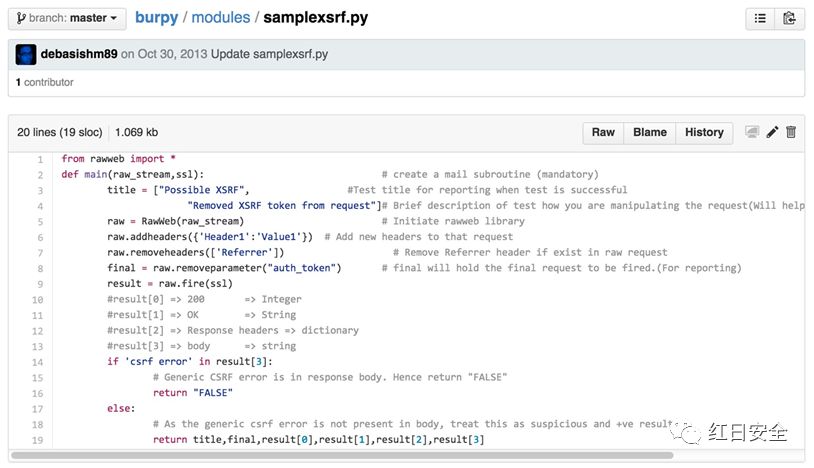 branch: master
burpy / modules / samplexsrf.py
debasishm89 on Oct 30, 2013 Update samplexsrf.py
1 contributor
20 lines (19 sloc) 1.069 kb
Raw Blame History
1 from rawweb import *
2 def main(raw_stream,ssl): # create a mail subroutine (mandatory)
3 title = ["Possible XSRF", #Test title for reporting when test is successful
4 "Removed XSRF token from request"]# Brief description of test how you are manipulating the request(Will help
5 raw = RawWeb(raw_stream) # Initiate rawweb library
6 raw.addheaders({'Header1':'Value1'}) # Add new headers to that request
7 raw.removeheaders(['Referrer']) # Remove Referrer header if exist in raw request
8 final = raw.removeparameter("auth_token") # final will hold the final request to be fired.(For reporting)
9 result = raw.fire(ssl)
10 #result[0] => 200 => Integer
11 #result[1] => OK => String
12 #result[2] => Response headers => dictionary
13 #result[3] => body => string
14 if 'csrf error' in result[3]:
15 # Generic CSRF error is in response body. Hence return "FALSE"
16 return "FALSE"
17 else:
18 # As the generic csrf error is not present in body, treat this as suspicious and +ve result
19 return title,final,result[0],result[1],result[2],result[3]
红日安全